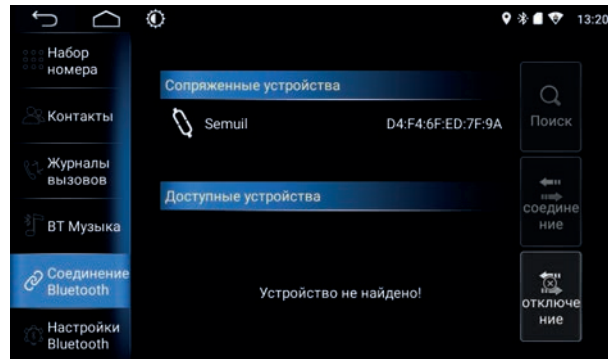 13:20
Набор
номера
Контакты
Журналы
вызовов
ВТ Музыка
Соединение
Bluetooth
Настройки
Bluetooth
Сопряженные устройства
Semuil D4:F4:6F:ED:7F:9A
Доступные устройства
Устройство не найдено!
Поиск
соедине
ние
отключе
ние